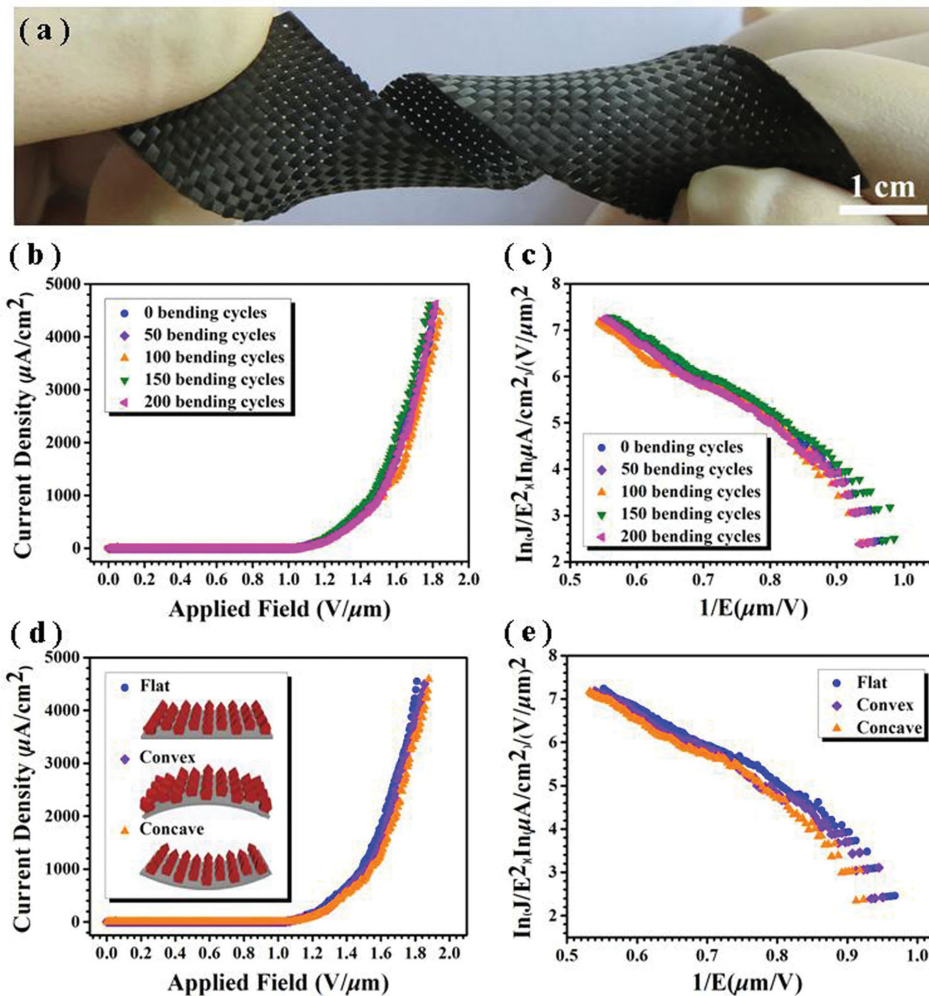 ( a )
1 cm
( b )
Current Density μA/cm²
5000
4000
3000
2000
1000
0
0 bending cycles
50 bending cycles
100 bending cycles
150 bending cycles
200 bending cycles
0.0 0.2 0.4 0.6 0.8 1.0 1.2 1.4 1.6 1.8 2.0
Applied Field (V/μm)
( c )
In(J/E²)(In(μA/cm²)/(V/μm)²
8
7
6
5
4
3
2
0 bending cycles
50 bending cycles
100 bending cycles
150 bending cycles
200 bending cycles
0.5 0.6 0.7 0.8 0.9 1.0
1/E(μm/V)
( d )
Current Density μA/cm²
5000
4000
3000
2000
1000
0
Flat
Convex
Concave
0.0 0.2 0.4 0.6 0.8 1.0 1.2 1.4 1.6 1.8 2.0
Applied Field (V/μm)
( e )
In(J/E²)(In(μA/cm²)/(V/μm)²
8
7
6
5
4
3
2
Flat
Convex
Concave
0.5 0.6 0.7 0.8 0.9 1.0
1/E(μm/V)